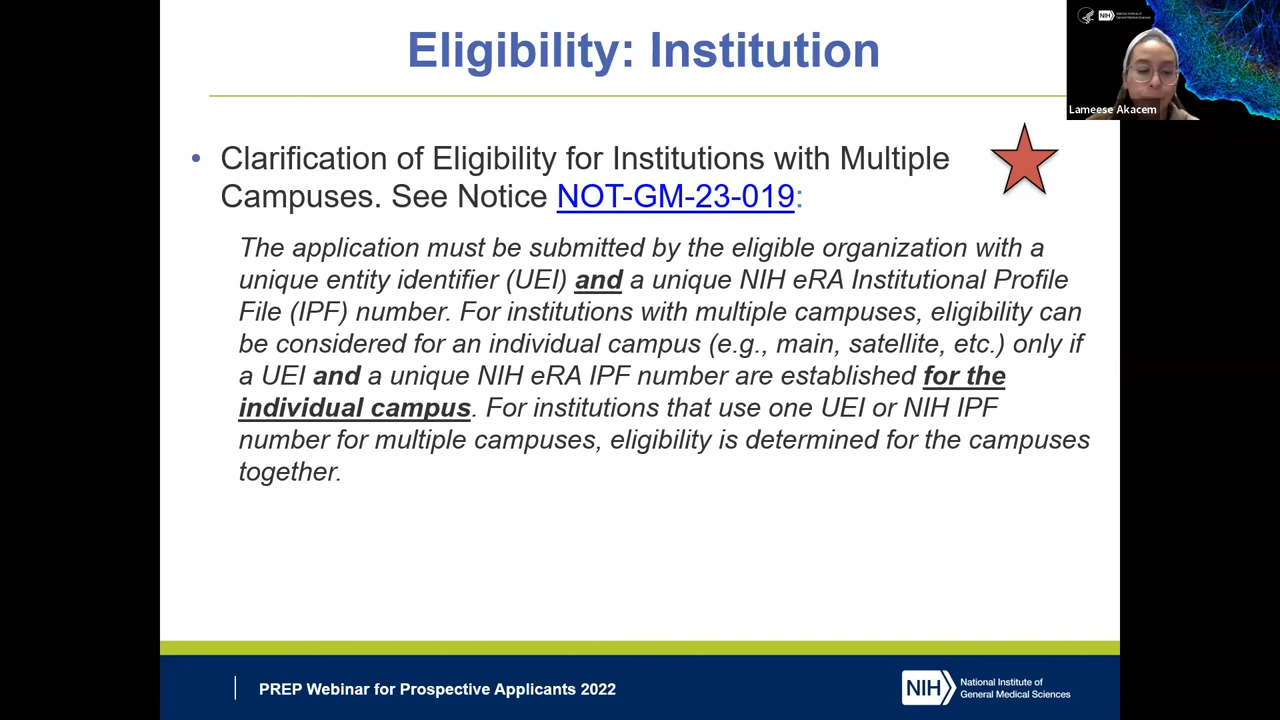 Eligibility: Institution
NIH
Lameese Akacem
• Clarification of Eligibility for Institutions with Multiple
Campuses. See Notice NOT-GM-23-019:
The application must be submitted by the eligible organization with a
unique entity identifier (UEI) and a unique NIH eRA Institutional Profile
File (IPF) number. For institutions with multiple campuses, eligibility can
be considered for an individual campus (e.g., main, satellite, etc.) only if
a UEI and a unique NIH eRA IPF number are established for the
individual campus. For institutions that use one UEI or NIH IPF
number for multiple campuses, eligibility is determined for the campuses
together.
PREP Webinar for Prospective Applicants 2022
NIH
National Institute of
General Medical Sciences